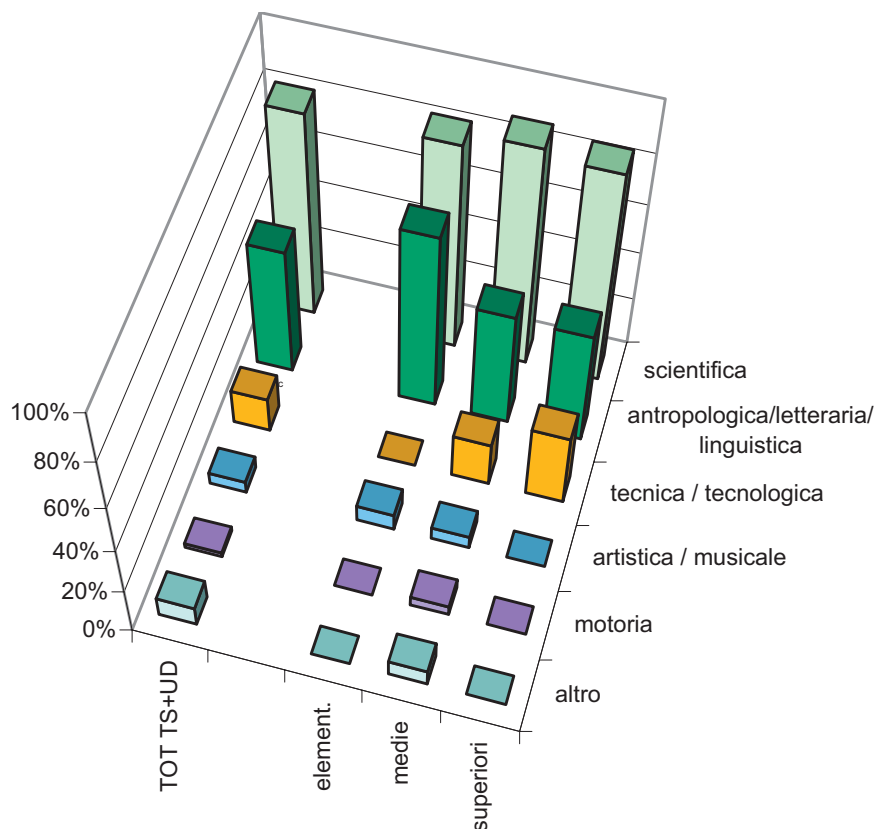 100%
80%
60%
40%
20%
0%
scientifica
antropologica/letteraria/
linguistica
tecnica / tecnologica
artistica / musicale
motoria
altro
TOT TS+UD
element.
medie
superiori
c